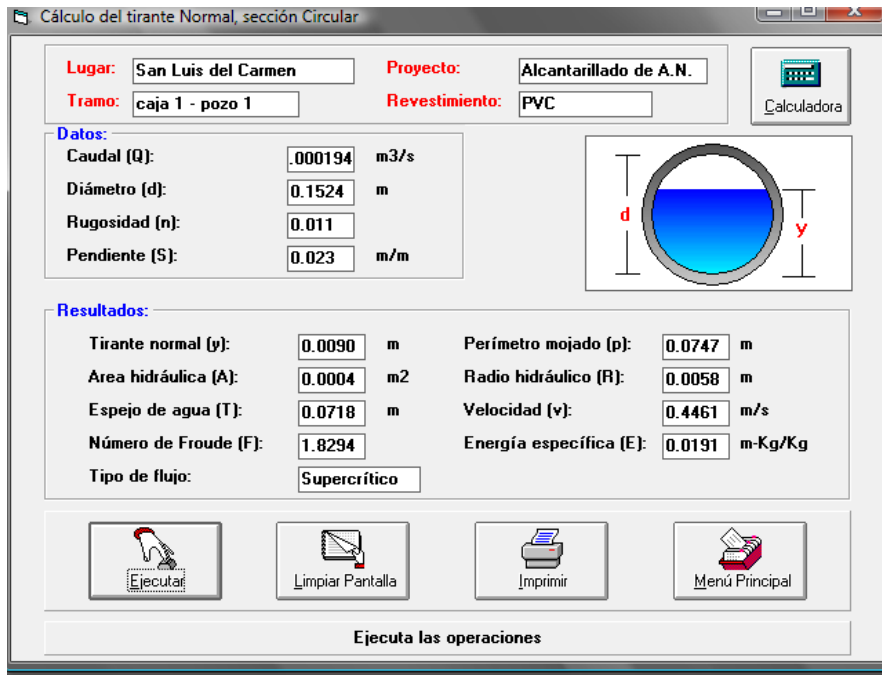 Cálculo del tirante Normal, sección Circular
Lugar: San Luis del Carmen Proyecto: Alcantarillado de A.N.
Tramo: caja 1 - pozo 1 Revestimiento: PVC
Calculadora
Datos:
Caudal (Q): .000194 m3/s
Diámetro (d): 0.1524 m
Rugosidad (n): 0.011
Pendiente (S): 0.023 m/m
d
y
Resultados:
Tirante normal (y): 0.0090 m Perímetro mojado (p): 0.0747 m
Area hidráulica (A): 0.0004 m2 Radio hidráulico (R): 0.0058 m
Espejo de agua (T): 0.0718 m Velocidad (v): 0.4461 m/s
Número de Froude (F): 1.8294 Energía específica (E): 0.0191 m-Kg/Kg
Tipo de flujo: Supercrítico
Ejecutar Limpiar Pantalla Imprimir Menú Principal
Ejecuta las operaciones